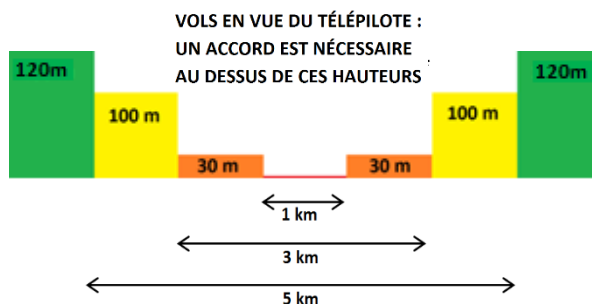 VOLS EN VUE DU TÉLÉPILOTE :
UN ACCORD EST NÉCESSAIRE
AU DESSUS DE CES HAUTEURS
120m
120m
100 m
100 m
30 m
30 m
1 km
3 km
5 km